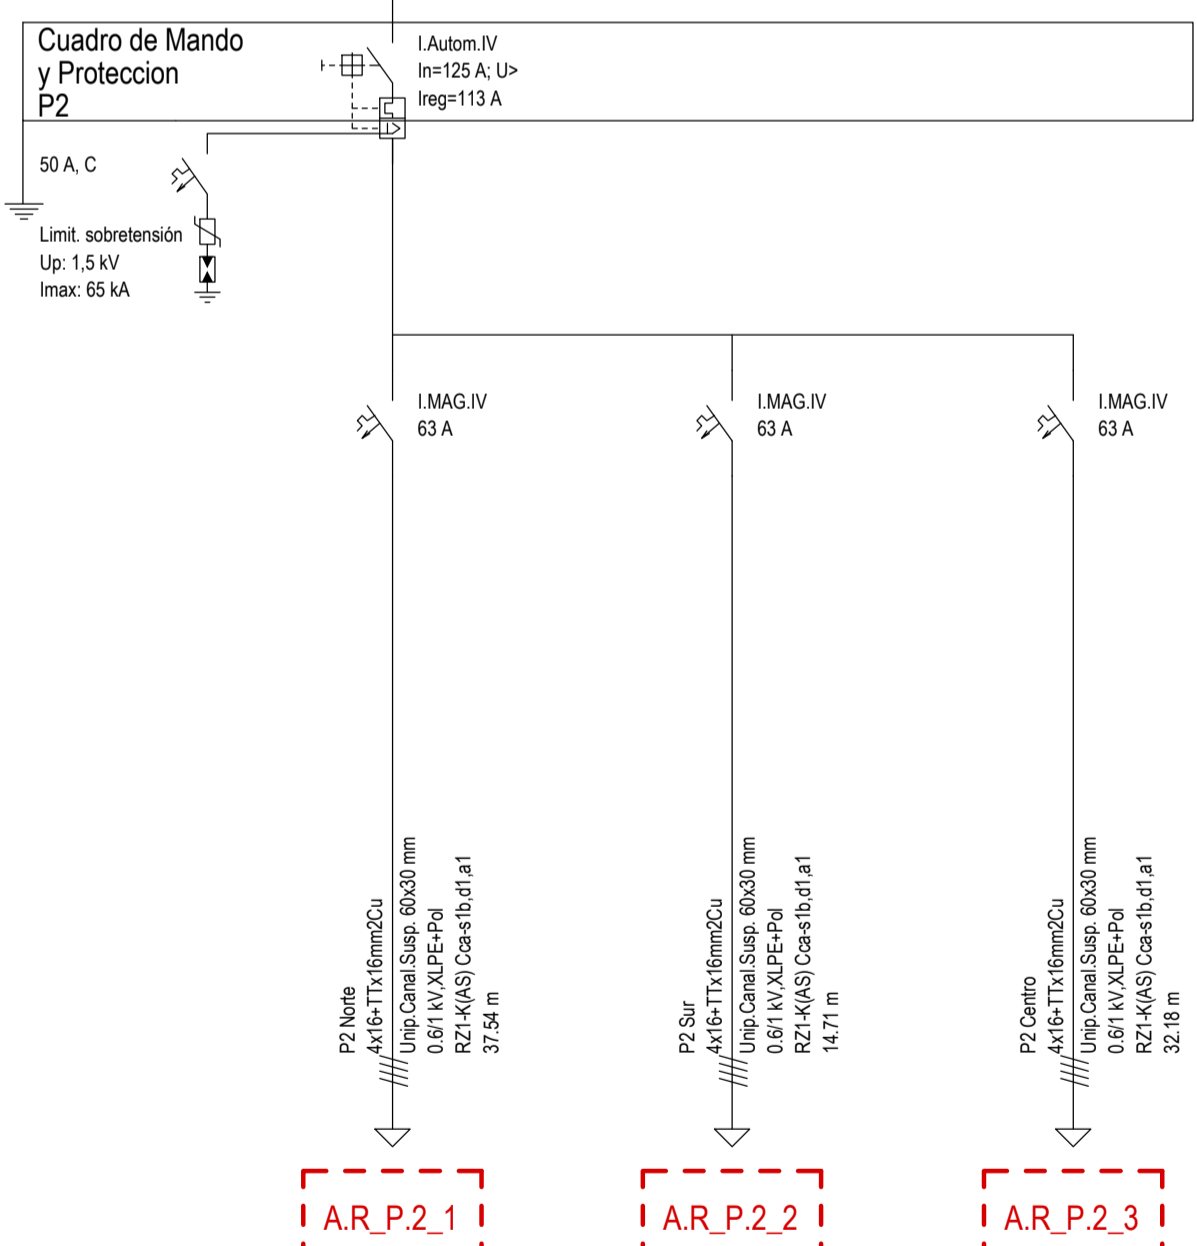 Cuadro de Mando
y Proteccion
P2
I.Autom.IV
In=125 A; U>
Ireg=113 A
50 A, C
Limit. sobretensión
Up: 1,5 kV
Imax: 65 kA
I.MAG.IV
63 A
I.MAG.IV
63 A
I.MAG.IV
63 A
P2 Norte
4x16+TTx16mm2Cu
Unip.Canal.Susp. 60x30 mm
0.6/1 kV,XLPE+Pol
RZ1-K(AS) Cca-s1b,d1,a1
37.54 m
P2 Sur
4x16+TTx16mm2Cu
Unip.Canal.Susp. 60x30 mm
0.6/1 kV,XLPE+Pol
RZ1-K(AS) Cca-s1b,d1,a1
14.71 m
P2 Centro
4x16+TTx16mm2Cu
Unip.Canal.Susp. 60x30 mm
0.6/1 kV,XLPE+Pol
RZ1-K(AS) Cca-s1b,d1,a1
32.18 m
A.R_P.2_1
A.R_P.2_2
A.R_P.2_3